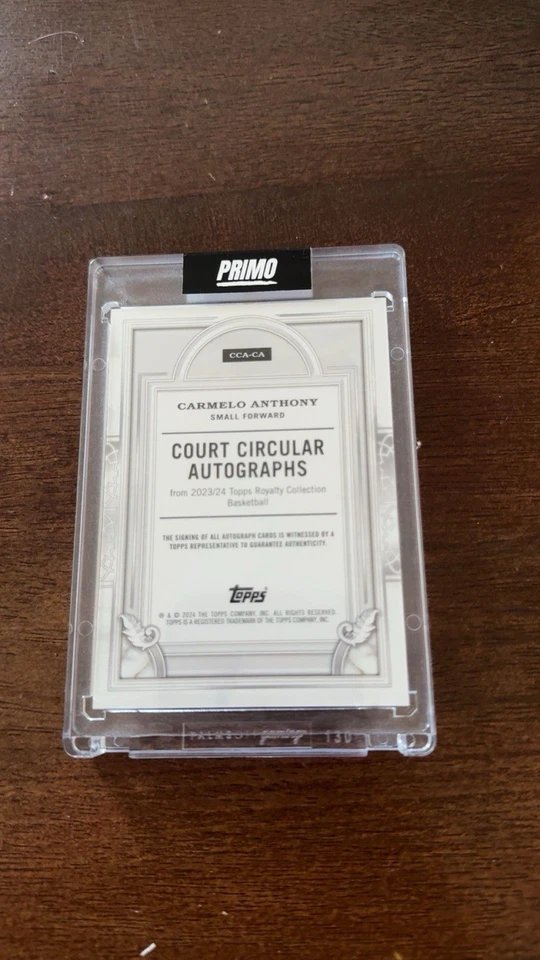 PRIMO
CCA-CA
CARMELO ANTHONY
SMALL FORWARD
COURT CIRCULAR
AUTOGRAPHS
from 2023/24 Topps Royalty Collection
Basketball
THE SIGNING OF ALL AUTOGRAPH CARDS IS WITNESSED BY A
TOPPS REPRESENTATIVE TO GUARANTEE AUTHENTICITY.
Topps
® & © 2024 THE TOPPS COMPANY, INC. ALL RIGHTS RESERVED.
TOPPS IS A REGISTERED TRADEMARK OF THE TOPPS COMPANY, INC.
130